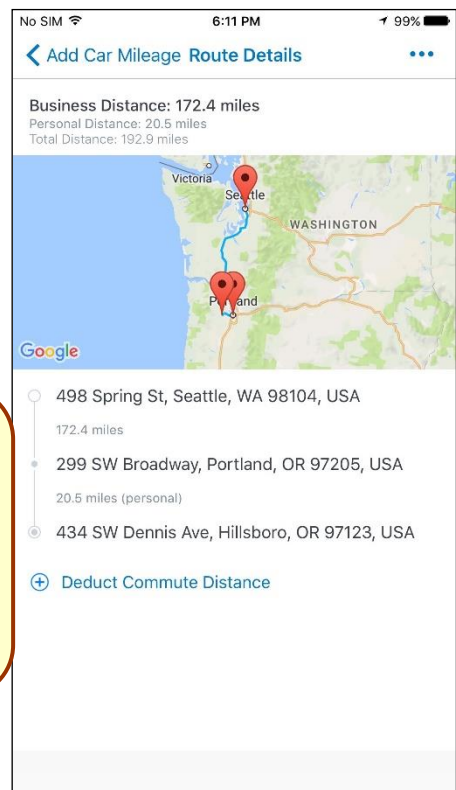 No SIM 6:11 PM 99%
Add Car Mileage Route Details •••
Business Distance: 172.4 miles
Personal Distance: 20.5 miles
Total Distance: 192.9 miles
Victoria
Seattle
WASHINGTON
Portland
Google
498 Spring St, Seattle, WA 98104, USA
172.4 miles
299 SW Broadway, Portland, OR 97205, USA
20.5 miles (personal)
434 SW Dennis Ave, Hillsboro, OR 97123, USA
Deduct Commute Distance